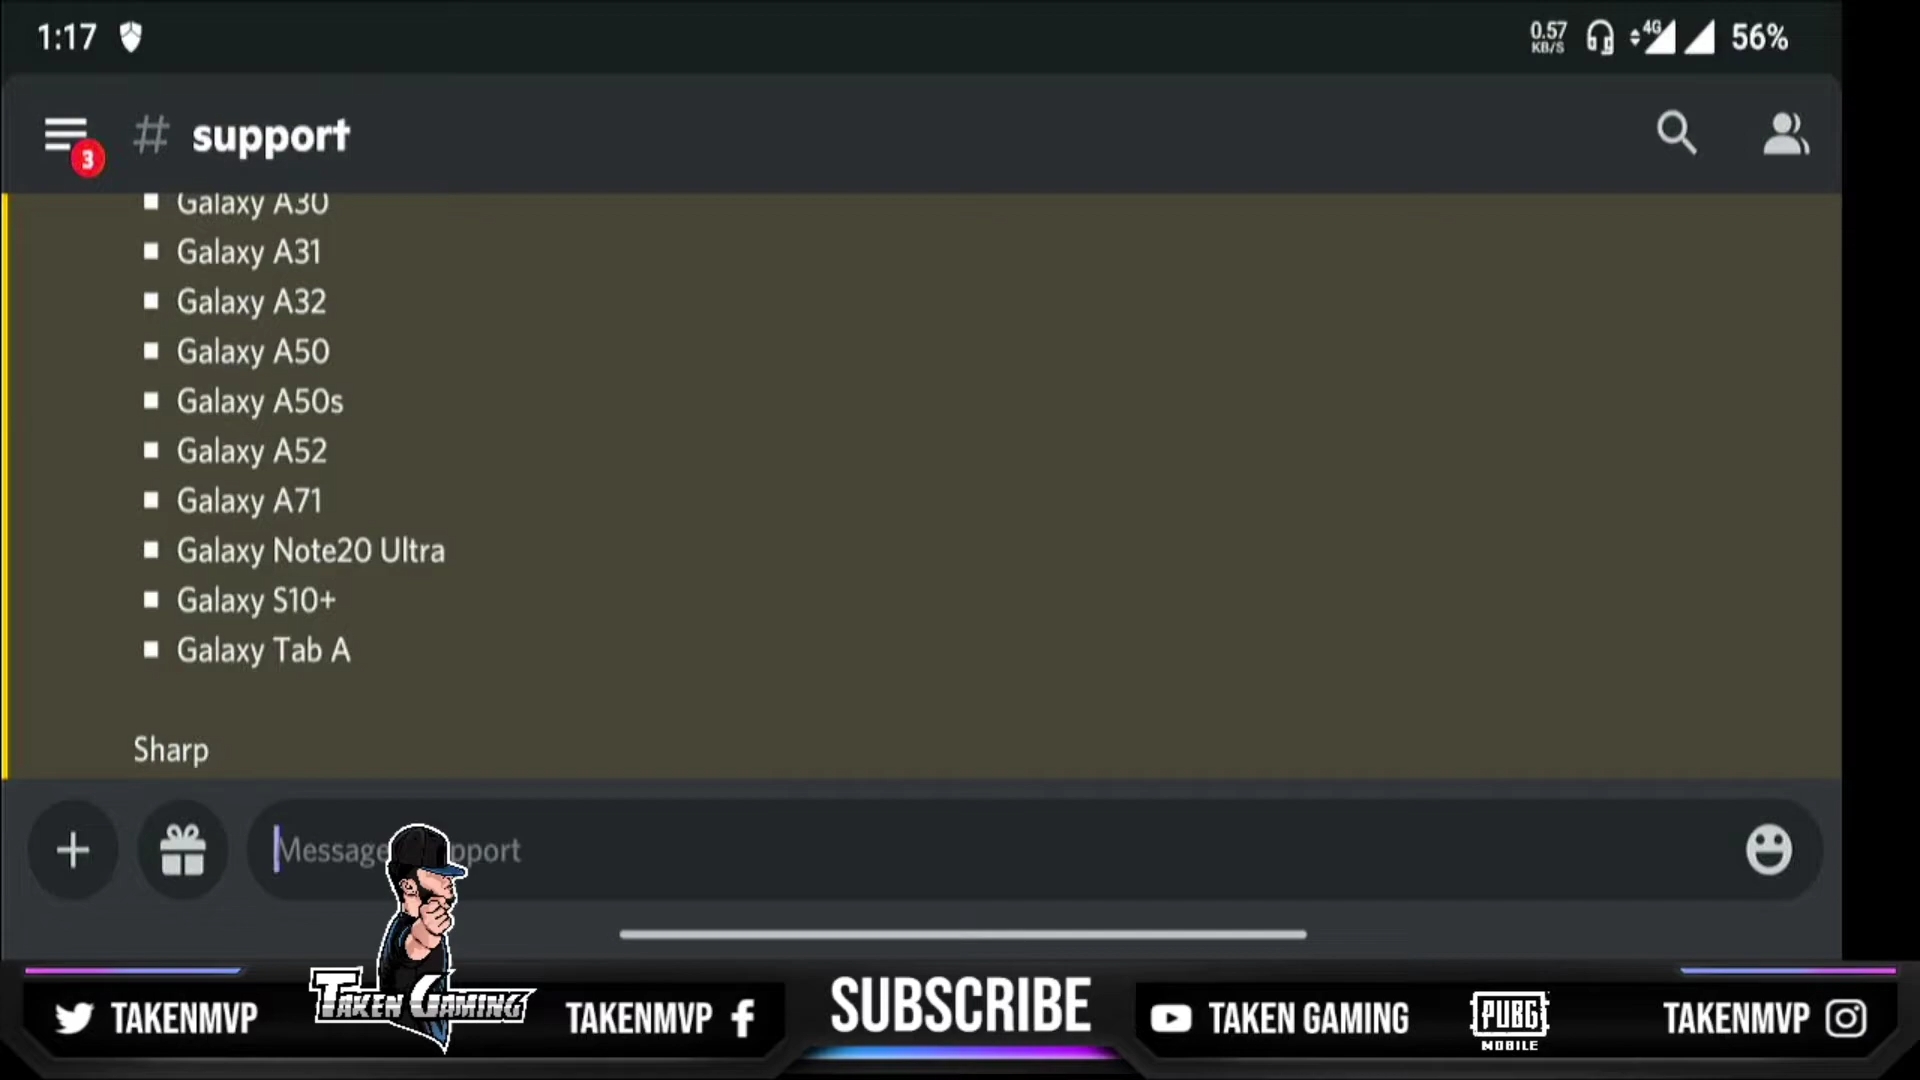 1:17
0.57
KB/S
4G
56%
3
# support
Galaxy A30
Galaxy A31
Galaxy A32
Galaxy A50
Galaxy A50s
Galaxy A52
Galaxy A71
Galaxy Note20 Ultra
Galaxy S10+
Galaxy Tab A
Sharp
Message pport
TAKENMVP
TAKEN GAMING
TAKENMVP
SUBSCRIBE
TAKEN GAMING
PUBG
MOBILE
TAKENMVP